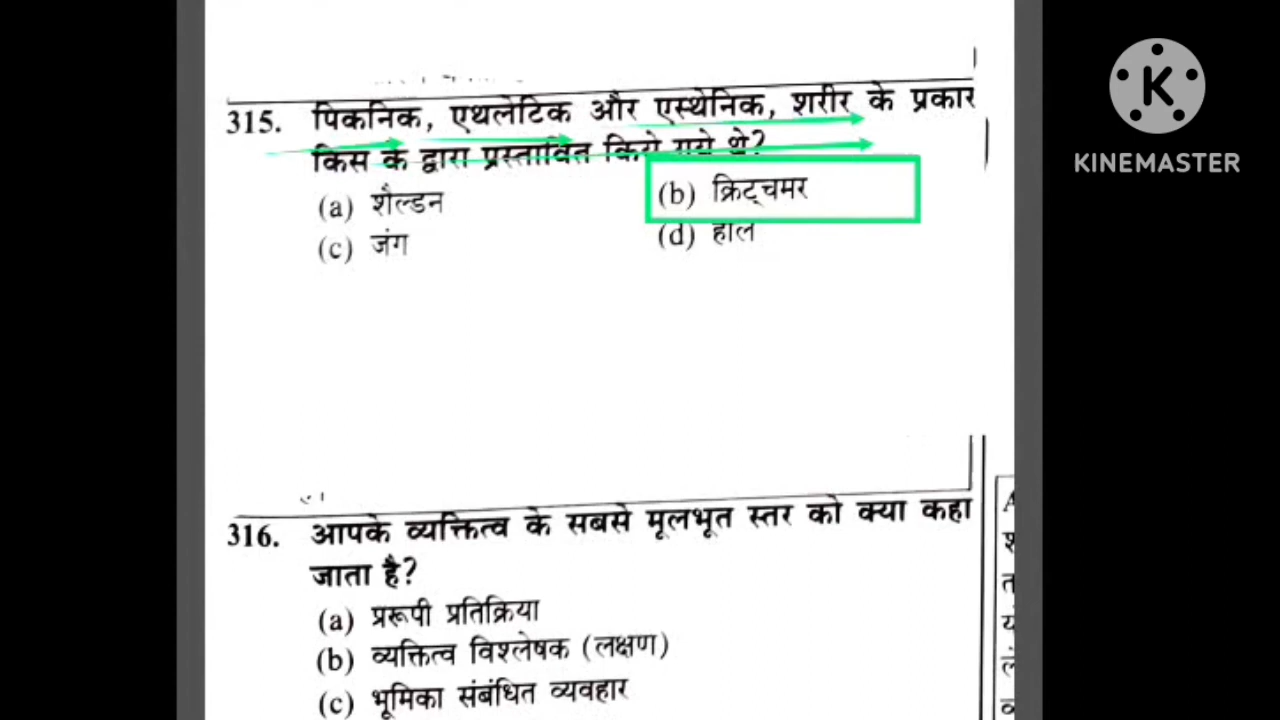 315. पिकनिक, एथलेटिक और एस्थेनिक, शरीर के प्रकार
किस के द्वारा प्रस्तावित किये गये थे?
(a) शैल्डन (b) क्रिट्चमर
(c) जंग (d) हाल
316. आपके व्यक्तित्व के सबसे मूलभूत स्तर को क्या कहा
जाता है?
(a) प्ररूपी प्रतिक्रिया
(b) व्यक्तित्व विश्लेषक (लक्षण)
(c) भूमिका संबंधित व्यवहार
K
KINEMASTER